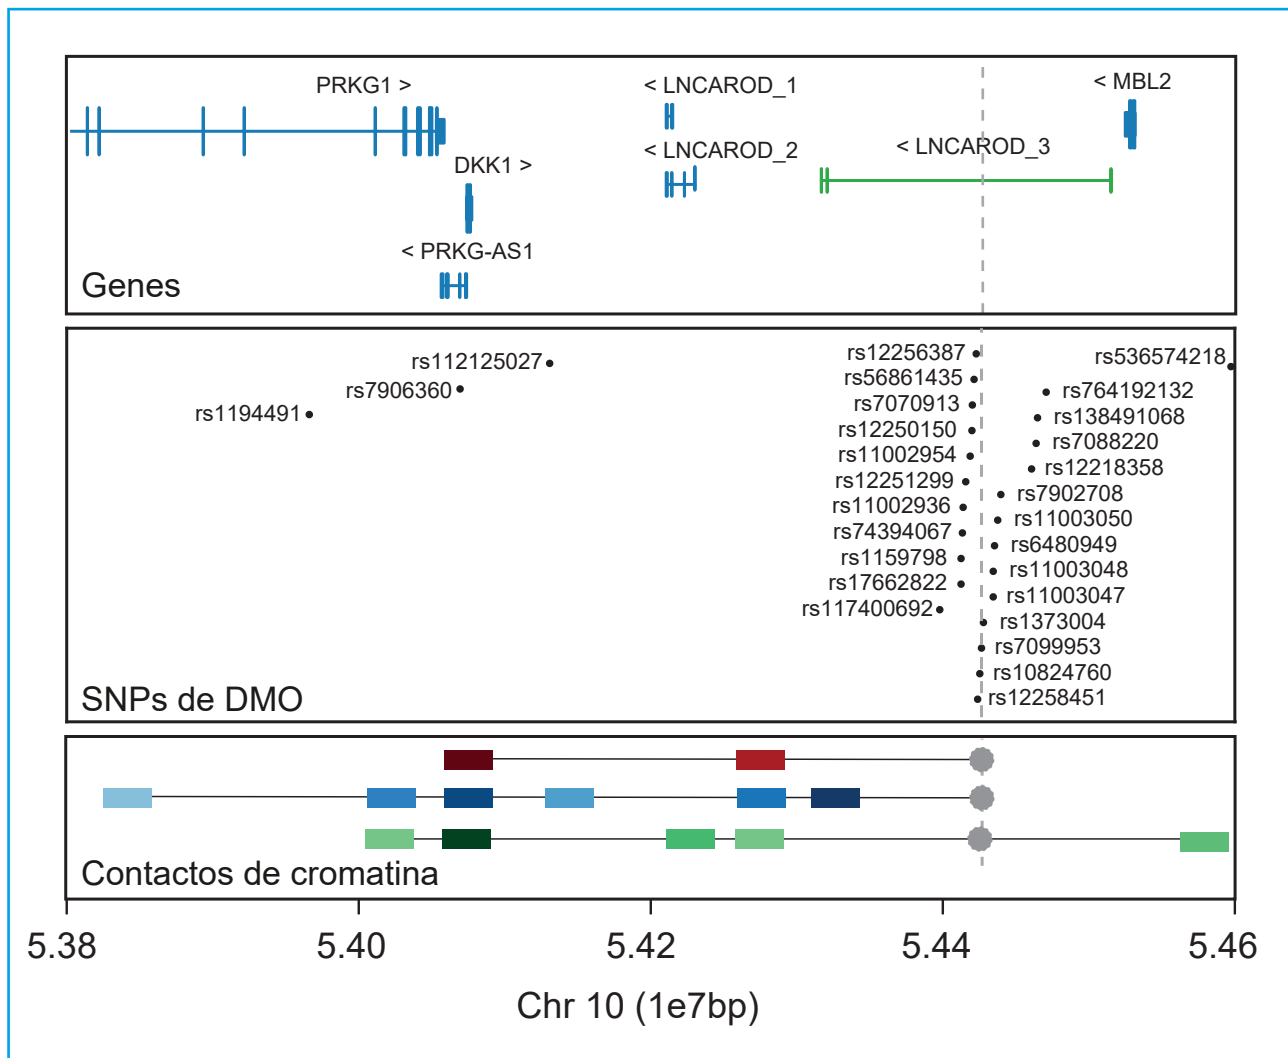 PRKG1 >
< LNCAROD_1
< MBL2
DKK1 >
< LNCAROD_2
< LNCAROD_3
< PRKG-AS1
Genes
rs112125027
rs7906360
rs1194491
rs12256387
rs56861435
rs7070913
rs12250150
rs11002954
rs12251299
rs11002936
rs74394067
rs1159798
rs17662822
rs117400692
rs536574218
rs764192132
rs138491068
rs7088220
rs12218358
rs7902708
rs11003050
rs6480949
rs11003048
rs11003047
rs1373004
rs7099953
rs10824760
rs12258451
SNPs de DMO
Contactos de cromatina
5.38 5.40 5.42 5.44 5.46
Chr 10 (1e7bp)